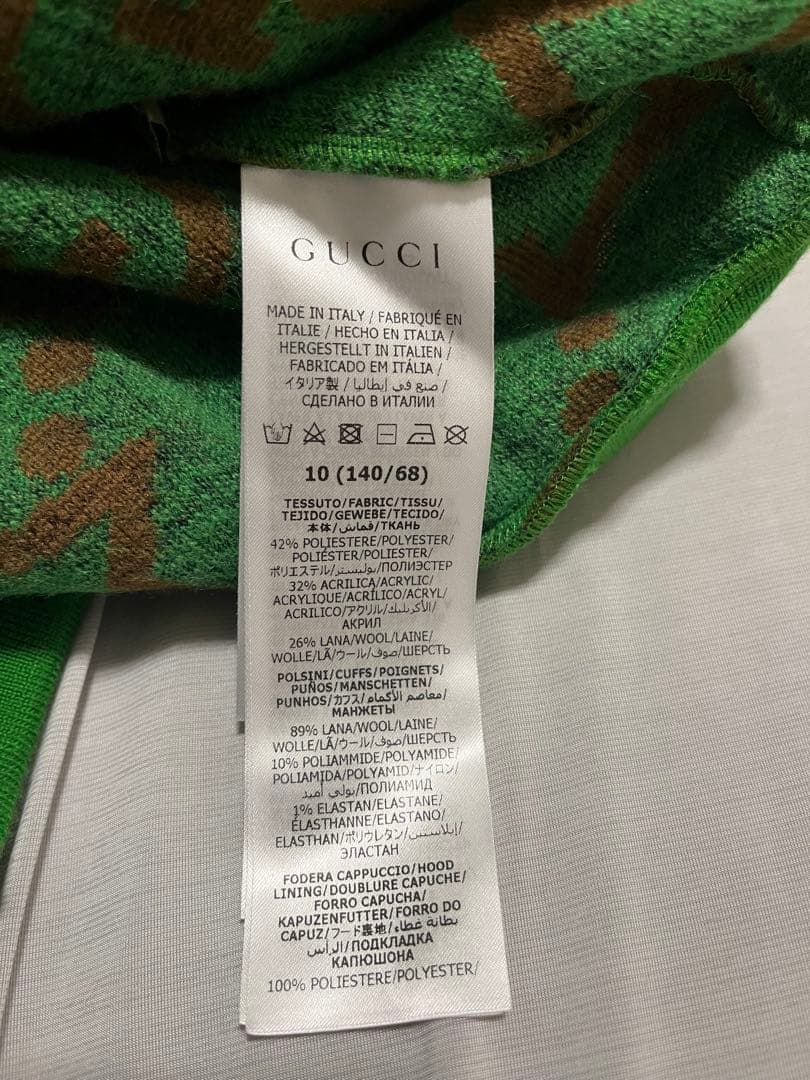 GUCCI
MADE IN ITALY / FABRIQUÉ EN
ITALIE / HECHO EN ITALIA /
HERGESTELLT IN ITALIEN /
FABRICADO EM ITÁLIA /
イタリア製 / صنع في إيطاليا /
СДЕЛАНО В ИТАЛИИ
10 (140/68)
TESSUTO/FABRIC/TISSU/
TEJIDO/GEWEBE/TECIDO/
本体/قماش/ТКАНЬ
42% POLIESTERE/POLYESTER/
POLIÉSTER/POLIESTER/
ポリエステル/بوليستر/ПОЛИЭСТЕР
32% ACRILICA/ACRYLIC/
ACRYLIQUE/ACRÍLICO/ACRYL/
ACRILICO/アクリル/الأكريليك/
АКРИЛ
26% LANA/WOOL/LAINE/
WOLLE/LÃ/ウール/صوف/ШЕРСТЬ
POLSINI/CUFFS/POIGNETS/
PUÑOS/MANSCHETTEN/
PUNHOS/カフス/معاصم الأكمام/
МАНЖЕТЫ
89% LANA/WOOL/LAINE/
WOLLE/LÃ/ウール/صوف/ШЕРСТЬ
10% POLIAMMIDE/POLYAMIDE/
POLIAMIDA/POLYAMID/ナイロン/
بولي أميد/ПОЛИАМИД
1% ELASTAN/ELASTANE/
ÉLASTHANNE/ELASTANO/
ELASTHAN/ポリウレタン/إيلاستين/
ЭЛАСТАН
FODERA CAPPUCCIO/HOOD
LINING/DOUBLURE CAPUCHE/
FORRO CAPUCHA/
KAPUZENFUTTER/FORRO DO
CAPUZ/フード裏地/بطانة غطاء
الرأس/ПОДКЛАДКА
КАПЮШОНА
100% POLIESTERE/POLYESTER/